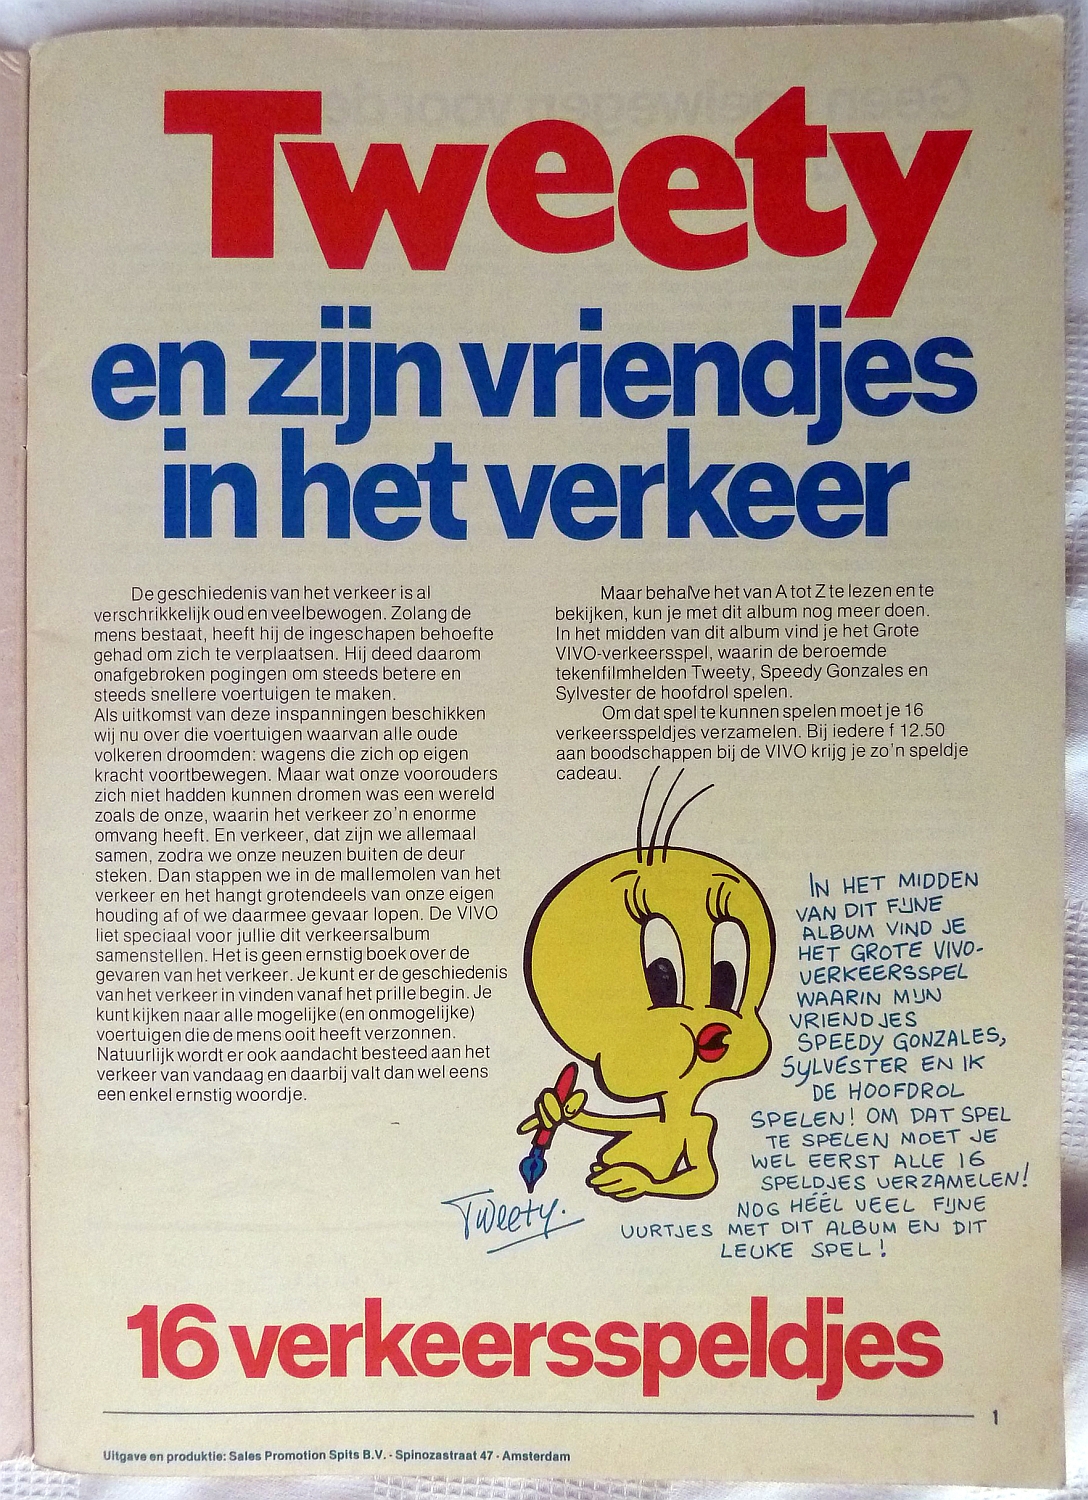 Tweety
en zijn vriendjes
in het verkeer
De geschiedenis van het verkeer is al
verschrikkelijk oud en veelbewogen. Zolang de
mens bestaat, heeft hij de ingeschapen behoefte
gehad om zich te verplaatsen. Hij deed daarom
onafgebroken pogingen om steeds betere en
steeds snellere voertuigen te maken.
Als uitkomst van deze inspanningen beschikken
wij nu over die voertuigen waarvan alle oude
volkeren droomden: wagens die zich op eigen
kracht voortbewegen. Maar wat onze voorouders
zich niet hadden kunnen dromen was een wereld
zoals de onze, waarin het verkeer zo'n enorme
omvang heeft. En verkeer, dat zijn we allemaal
samen, zodra we onze neuzen buiten de deur
steken. Dan stappen we in de mallemolen van het
verkeer en het hangt grotendeels van onze eigen
houding af of we daarmee gevaar lopen. De VIVO
liet speciaal voor jullie dit verkeersalbum
samenstellen. Het is geen ernstig boek over de
gevaren van het verkeer. Je kunt er de geschiedenis
van het verkeer in vinden vanaf het prille begin. Je
kunt kijken naar alle mogelijke (en onmogelijke)
voertuigen die de mens ooit heeft verzonnen.
Natuurlijk wordt er ook aandacht besteed aan het
verkeer van vandaag en daarbij valt dan wel eens
een enkel ernstig woordje.
Maar behalve het van A tot Z te lezen en te
bekijken, kun je met dit album nog meer doen.
In het midden van dit album vind je het Grote
VIVO-verkeersspel, waarin de beroemde
tekenfilmhelden Tweety, Speedy Gonzales en
Sylvester de hoofdrol spelen.
Om dat spel te kunnen spelen moet je 16
verkeersspeldjes verzamelen. Bij iedere f 12.50
aan boodschappen bij de VIVO krijg je zo'n speldje
cadeau.
IN HET MIDDEN
VAN DIT FIJNE
ALBUM VIND JE
HET GROTE VIVO-
VERKEERSSPEL
WAARIN MIJN
VRIENDJES
SPEEDY GONZALES,
SYLVESTER EN IK
DE HOOFDROL
SPELEN! OM DAT SPEL
TE SPELEN MOET JE
WEL EERST ALLE 16
SPELDJES VERZAMELEN!
NOG HÉÉL VEEL FIJNE
UURTJES MET DIT ALBUM EN DIT
LEUKE SPEL!
Tweety.
16 verkeersspeldjes
1
Uitgave en produktie: Sales Promotion Spits B.V. - Spinozastraat 47 - Amsterdam